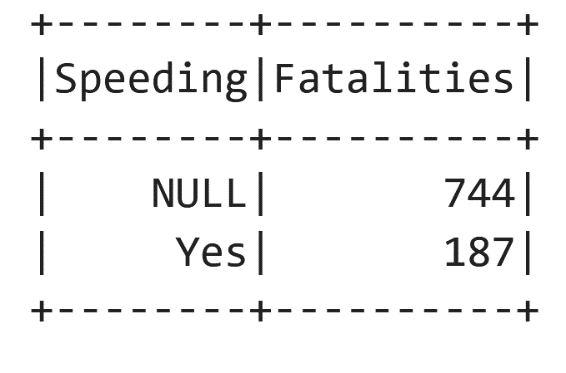 +--------+----------+
|Speeding|Fatalities|
+--------+----------+
|    NULL|       744|
|     Yes|       187|
+--------+----------+